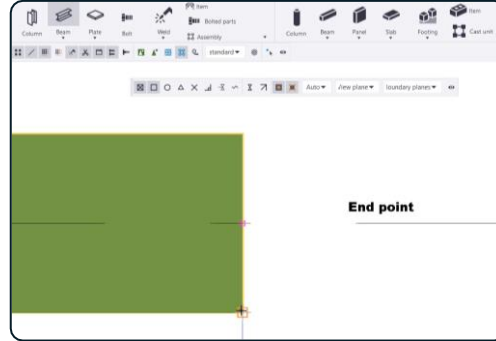 Item
Bolted parts
Column
Beam
Plate
Bolt
Weld
Assembly
Column
Beam
Panel
Slab
Footing
Item
Cast unit
standard
Auto
View plane
boundary planes
End point